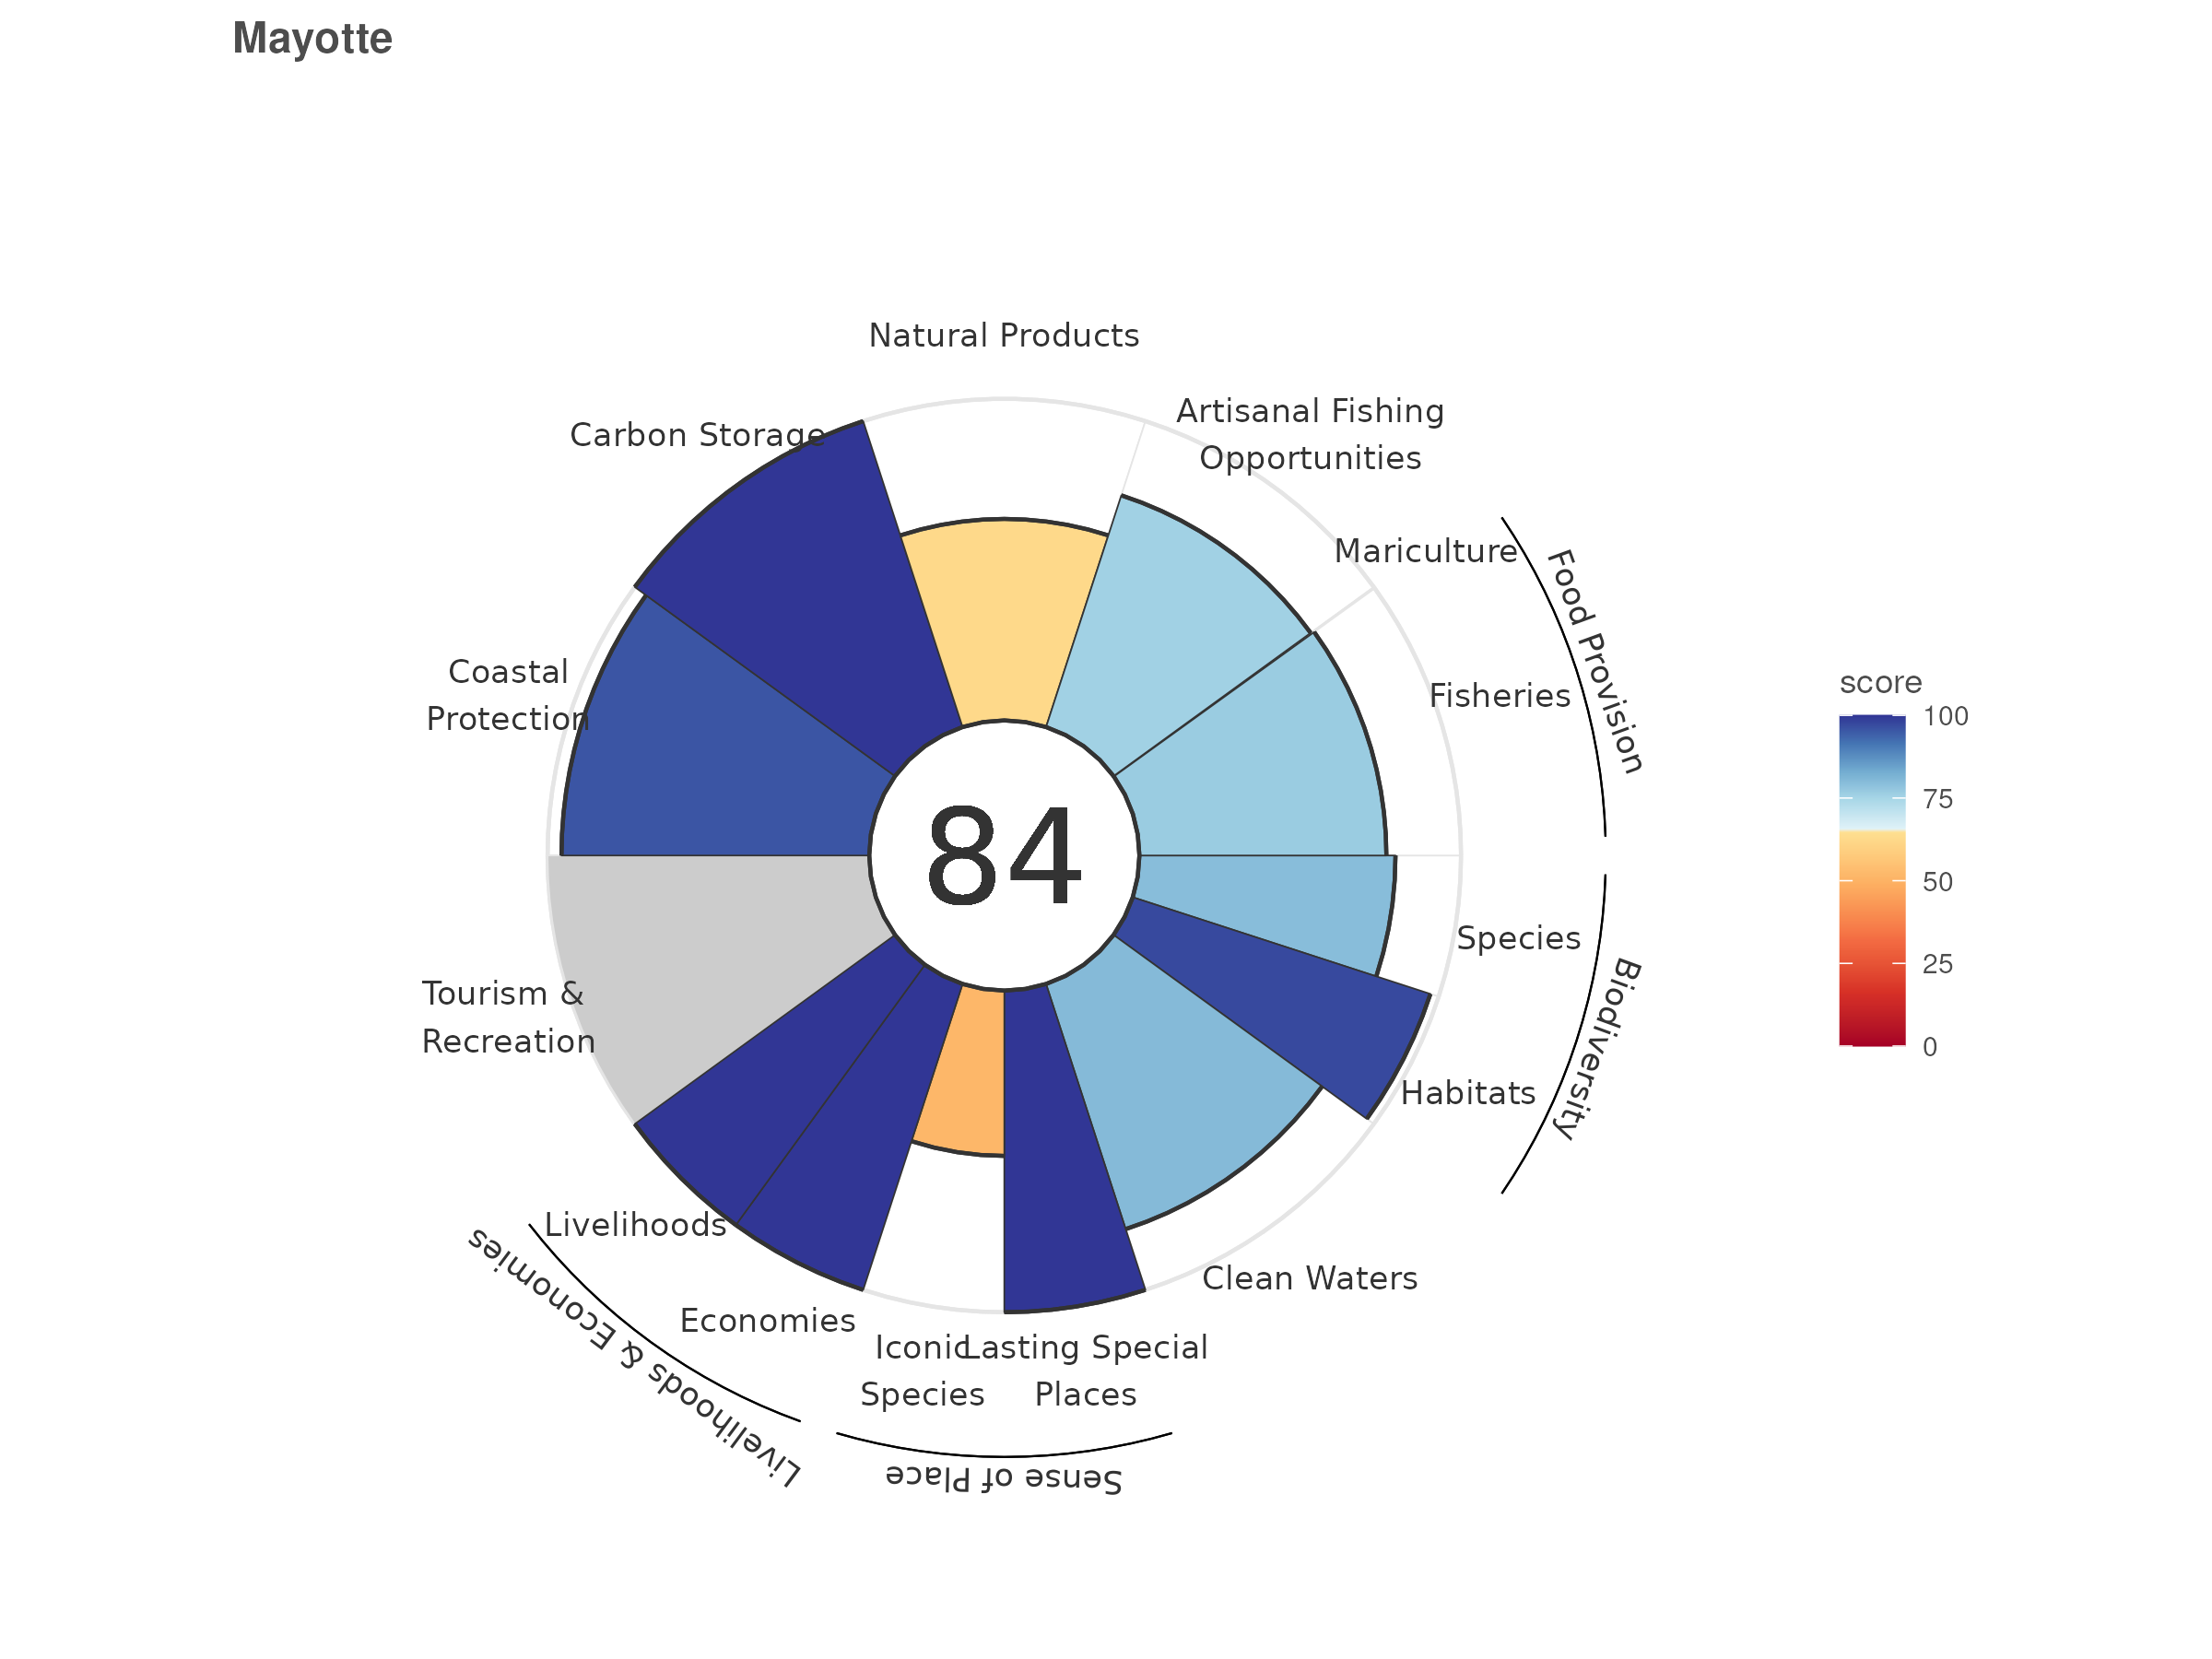 Mayotte
Natural Products
Artisanal Fishing
Opportunities
Carbon Storage
Mariculture
Food Provision
Fisheries
Coastal
Protection
score
100
75
50
25
0
84
Species
Biodiversity
Tourism &
Recreation
Habitats
Livelihoods
Clean Waters
Economies
Livelihoods & Economies
Iconic
Species
Lasting Special
Places
Sense of Place